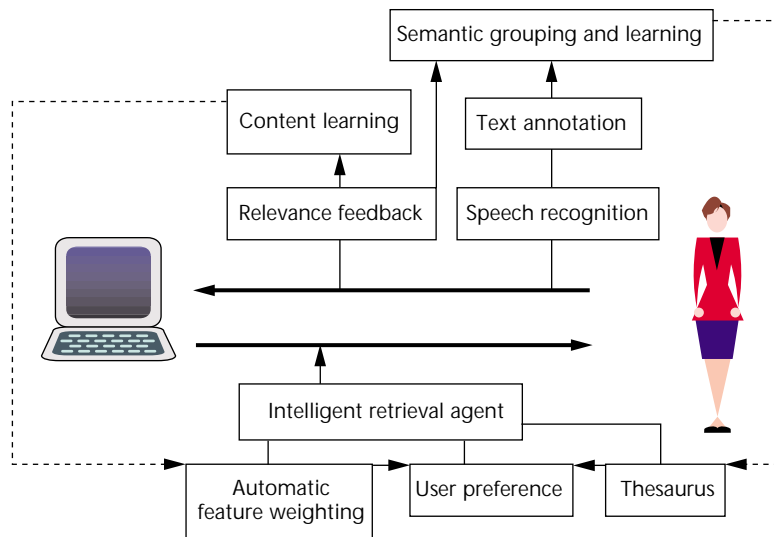 Semantic grouping and learning
Content learning
Text annotation
Relevance feedback
Speech recognition
Intelligent retrieval agent
Automatic
feature weighting
User preference
Thesaurus